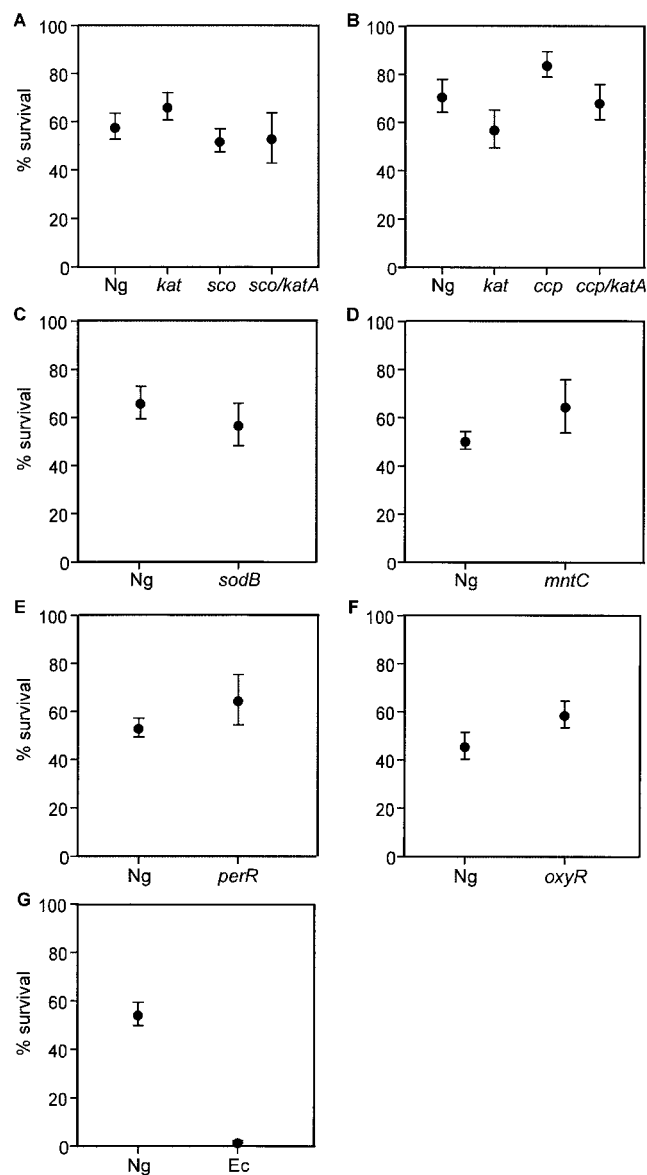 A
% survival
100
80
60
40
20
0
Ng kat sco sco/katA
B
100
80
60
40
20
0
Ng kat ccp ccp/katA
C
% survival
100
80
60
40
20
0
Ng sodB
D
100
80
60
40
20
0
Ng mntC
E
% survival
100
80
60
40
20
0
Ng perR
F
100
80
60
40
20
0
Ng oxyR
G
% survival
100
80
60
40
20
0
Ng Ec